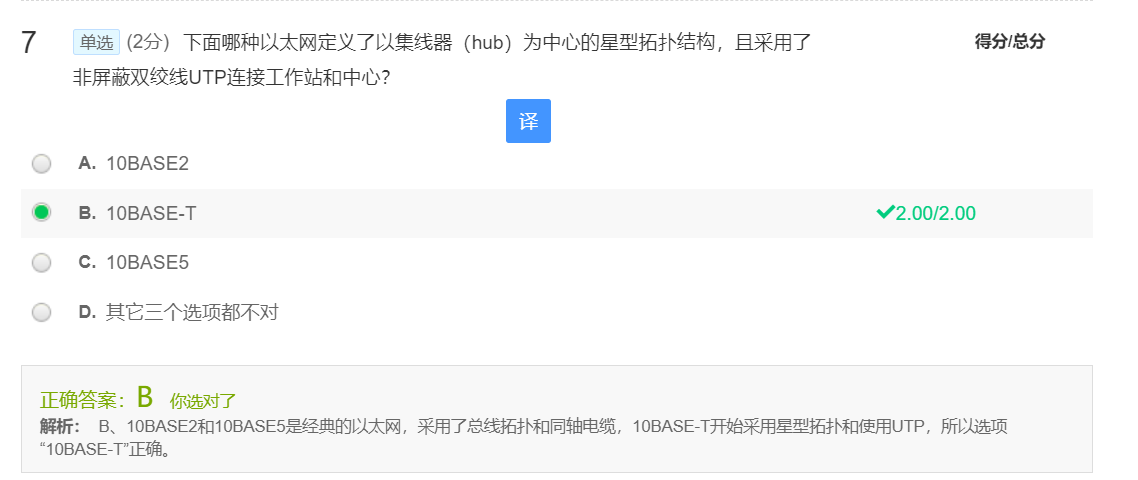 7 单选 (2分) 下面哪种以太网定义了以集线器（hub）为中心的星型拓扑结构，且采用了 得分/总分
非屏蔽双绞线UTP连接工作站和中心？
译
A. 10BASE2
B. 10BASE-T 2.00/2.00
C. 10BASE5
D. 其它三个选项都不对
正确答案：B 你选对了
解析： B、10BASE2和10BASE5是经典的以太网，采用了总线拓扑和同轴电缆，10BASE-T开始采用星型拓扑和使用UTP，所以选项
“10BASE-T”正确。